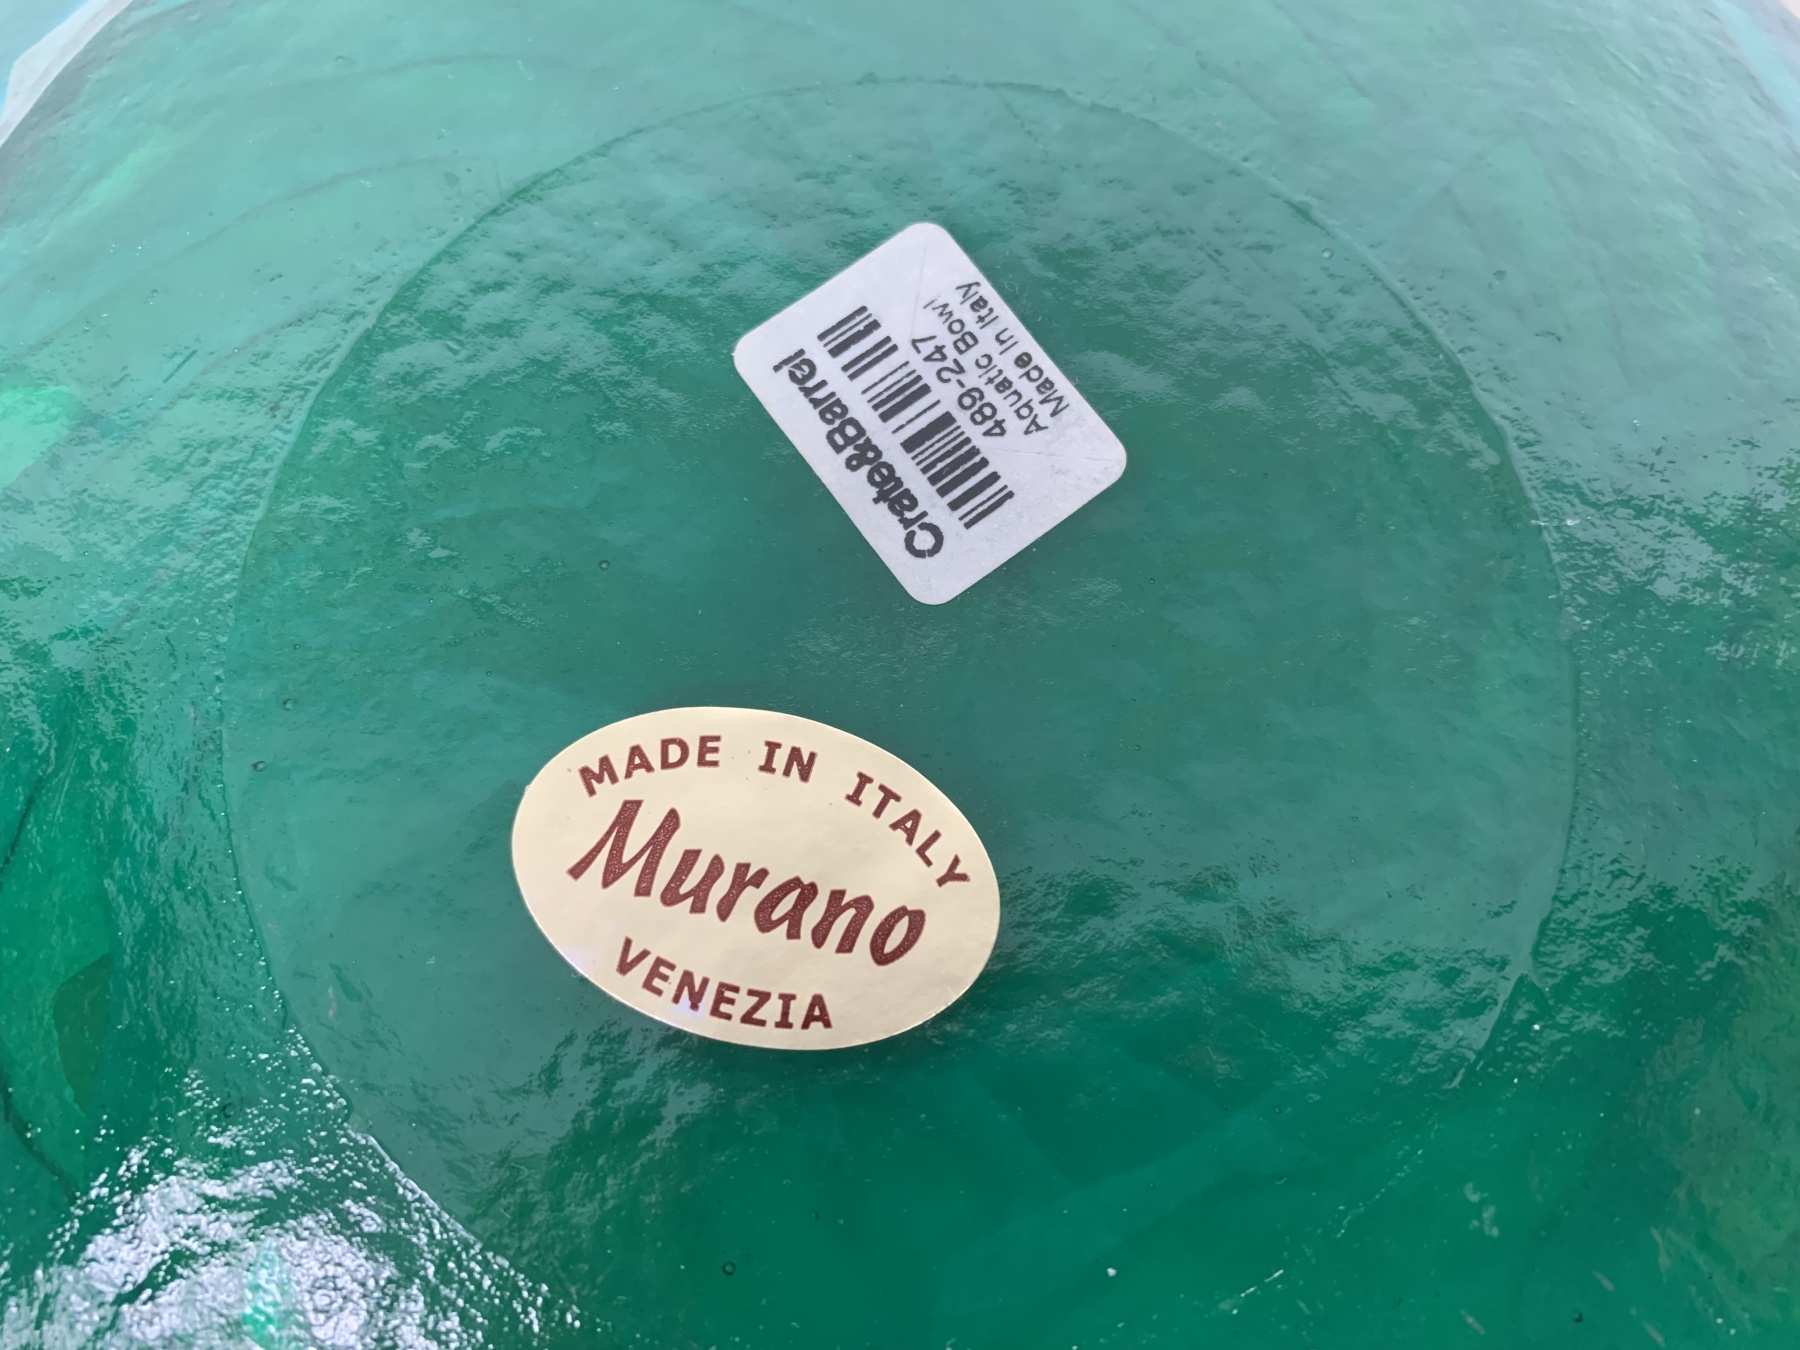 Crate&Barrel
489-247
Aquatic Bowl
Made In Italy
MADE IN ITALY
Murano
VENEZIA